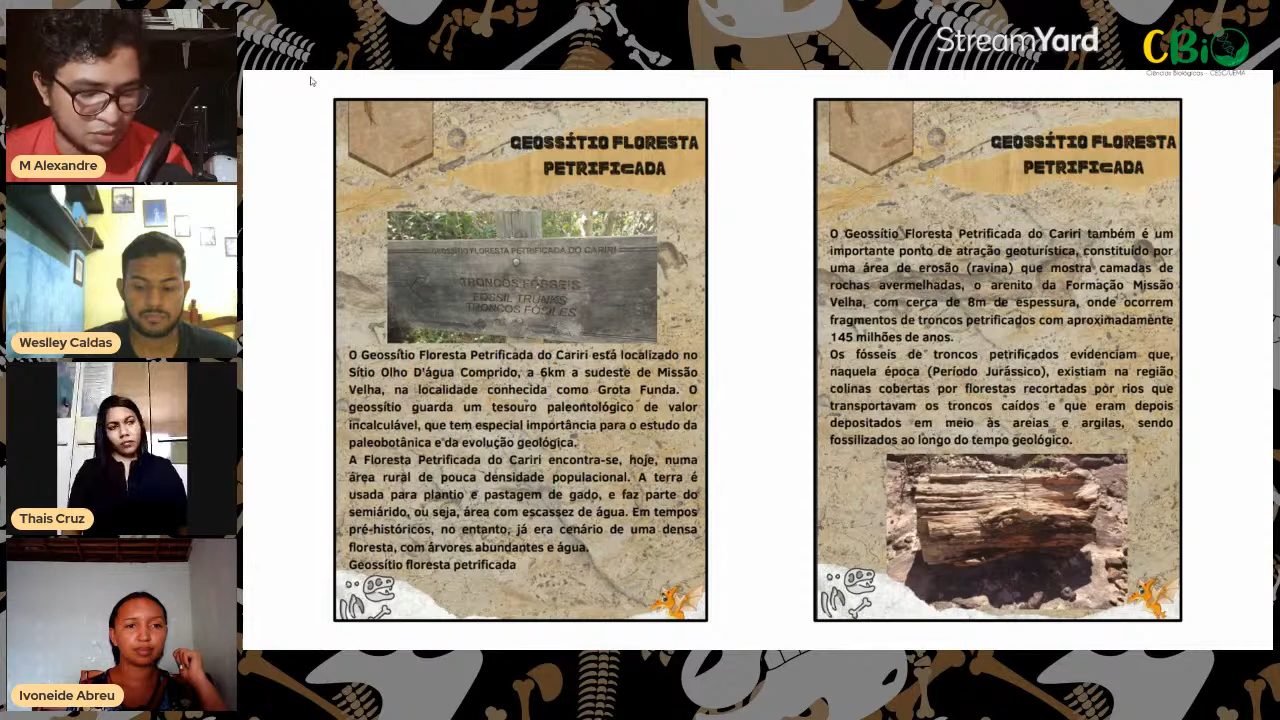 StreamYard
CBiO
Ciências Biológicas - CESC/UEMA
M Alexandre
Weslley Caldas
Thais Cruz
Ivoneide Abreu
GEOSSÍTIO FLORESTA
PETRIFICADA
GEOSSÍTIO FLORESTA PETRIFICADA DO CARIRI
TRONCOS FÓSSEIS
FOSSIL TRUNKS
TRONCOS FÓSILES
O Geossítio Floresta Petrificada do Cariri está localizado no
Sítio Olho D'água Comprido, a 6km a sudeste de Missão
Velha, na localidade conhecida como Grota Funda. O
geossítio guarda um tesouro paleontológico de valor
incalculável, que tem especial importância para o estudo da
paleobotânica e da evolução geológica.
A Floresta Petrificada do Cariri encontra-se, hoje, numa
área rural de pouca densidade populacional. A terra é
usada para plantio e pastagem de gado, e faz parte do
semiárido, ou seja, área com escassez de água. Em tempos
pré-históricos, no entanto, já era cenário de uma densa
floresta, com árvores abundantes e água.
Geossítio floresta petrificada
GEOSSÍTIO FLORESTA
PETRIFICADA
O Geossítio Floresta Petrificada do Cariri também é um
importante ponto de atração geoturística, constituído por
uma área de erosão (ravina) que mostra camadas de
rochas avermelhadas, o arenito da Formação Missão
Velha, com cerca de 8m de espessura, onde ocorrem
fragmentos de troncos petrificados com aproximadamente
145 milhões de anos.
Os fósseis de troncos petrificados evidenciam que,
naquela época (Período Jurássico), existiam na região
colinas cobertas por florestas recortadas por rios que
transportavam os troncos caídos e que eram depois
depositados em meio às areias e argilas, sendo
fossilizados ao longo do tempo geológico.